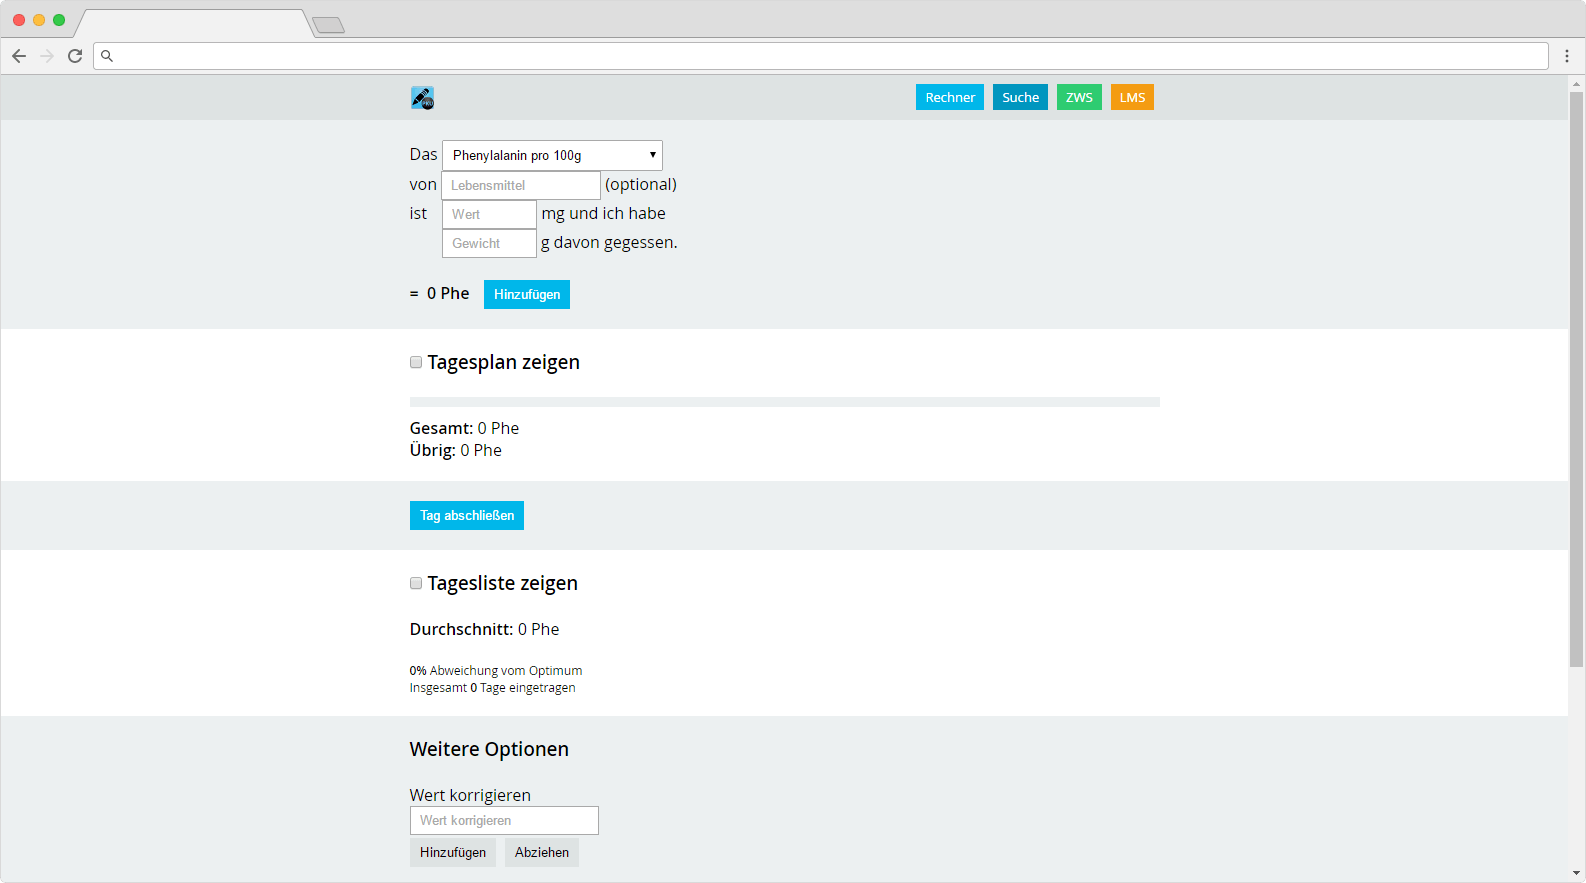 PKU
Rechner Suche ZWS LMS
Das Phenylalanin pro 100g
von Lebensmittel (optional)
ist Wert mg und ich habe
Gewicht g davon gegessen.
= 0 Phe Hinzufügen
Tagesplan zeigen
Gesamt: 0 Phe
Übrig: 0 Phe
Tag abschließen
Tagesliste zeigen
Durchschnitt: 0 Phe
0% Abweichung vom Optimum
Insgesamt 0 Tage eingetragen
Weitere Optionen
Wert korrigieren
Wert korrigieren
Hinzufügen Abziehen